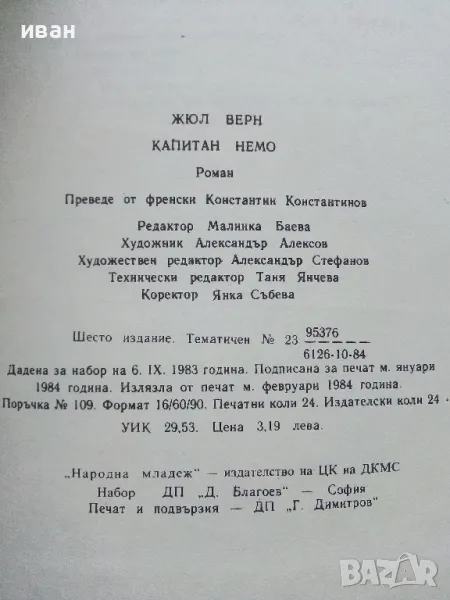 иван
ЖЮЛ ВЕРН
КАПИТАН НЕМО
Роман
Преведе от френски Константин Константинов
Редактор Малинка Баева
Художник Александър Алексов
Художествен редактор Александър Стефанов
Технически редактор Таня Янчева
Коректор Янка Събева
Шесто издание. Тематичен № 23 95376
6126-10-84
Дадена за набор на 6. IX. 1983 година. Подписана за печат м. януари
1984 година. Излязла от печат м. февруари 1984 година.
Поръчка № 109. Формат 16/60/90. Печатни коли 24. Издателски коли 24
УИК 29,53. Цена 3,19 лева.
„Народна младеж" — издателство на ЦК на ДКМС
Набор ДП „Д. Благоев" — София
Печат и подвързия — ДП „Г. Димитров"
bazar.bg